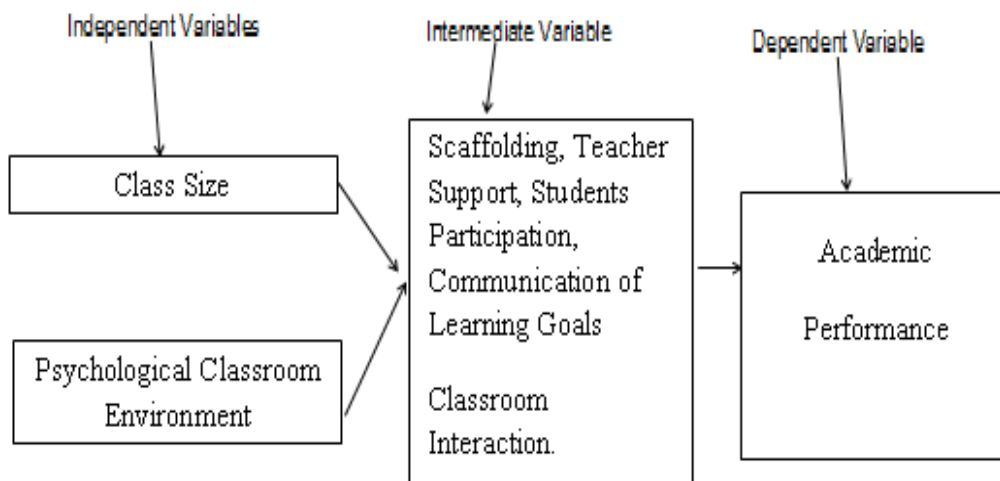 Independent Variables
Intermediate Variable
Dependent Variable
Class Size
Psychological Classroom
Environment
Scaffolding, Teacher
Support, Students
Participation,
Communication of
Learning Goals
Classroom
Interaction.
Academic
Performance